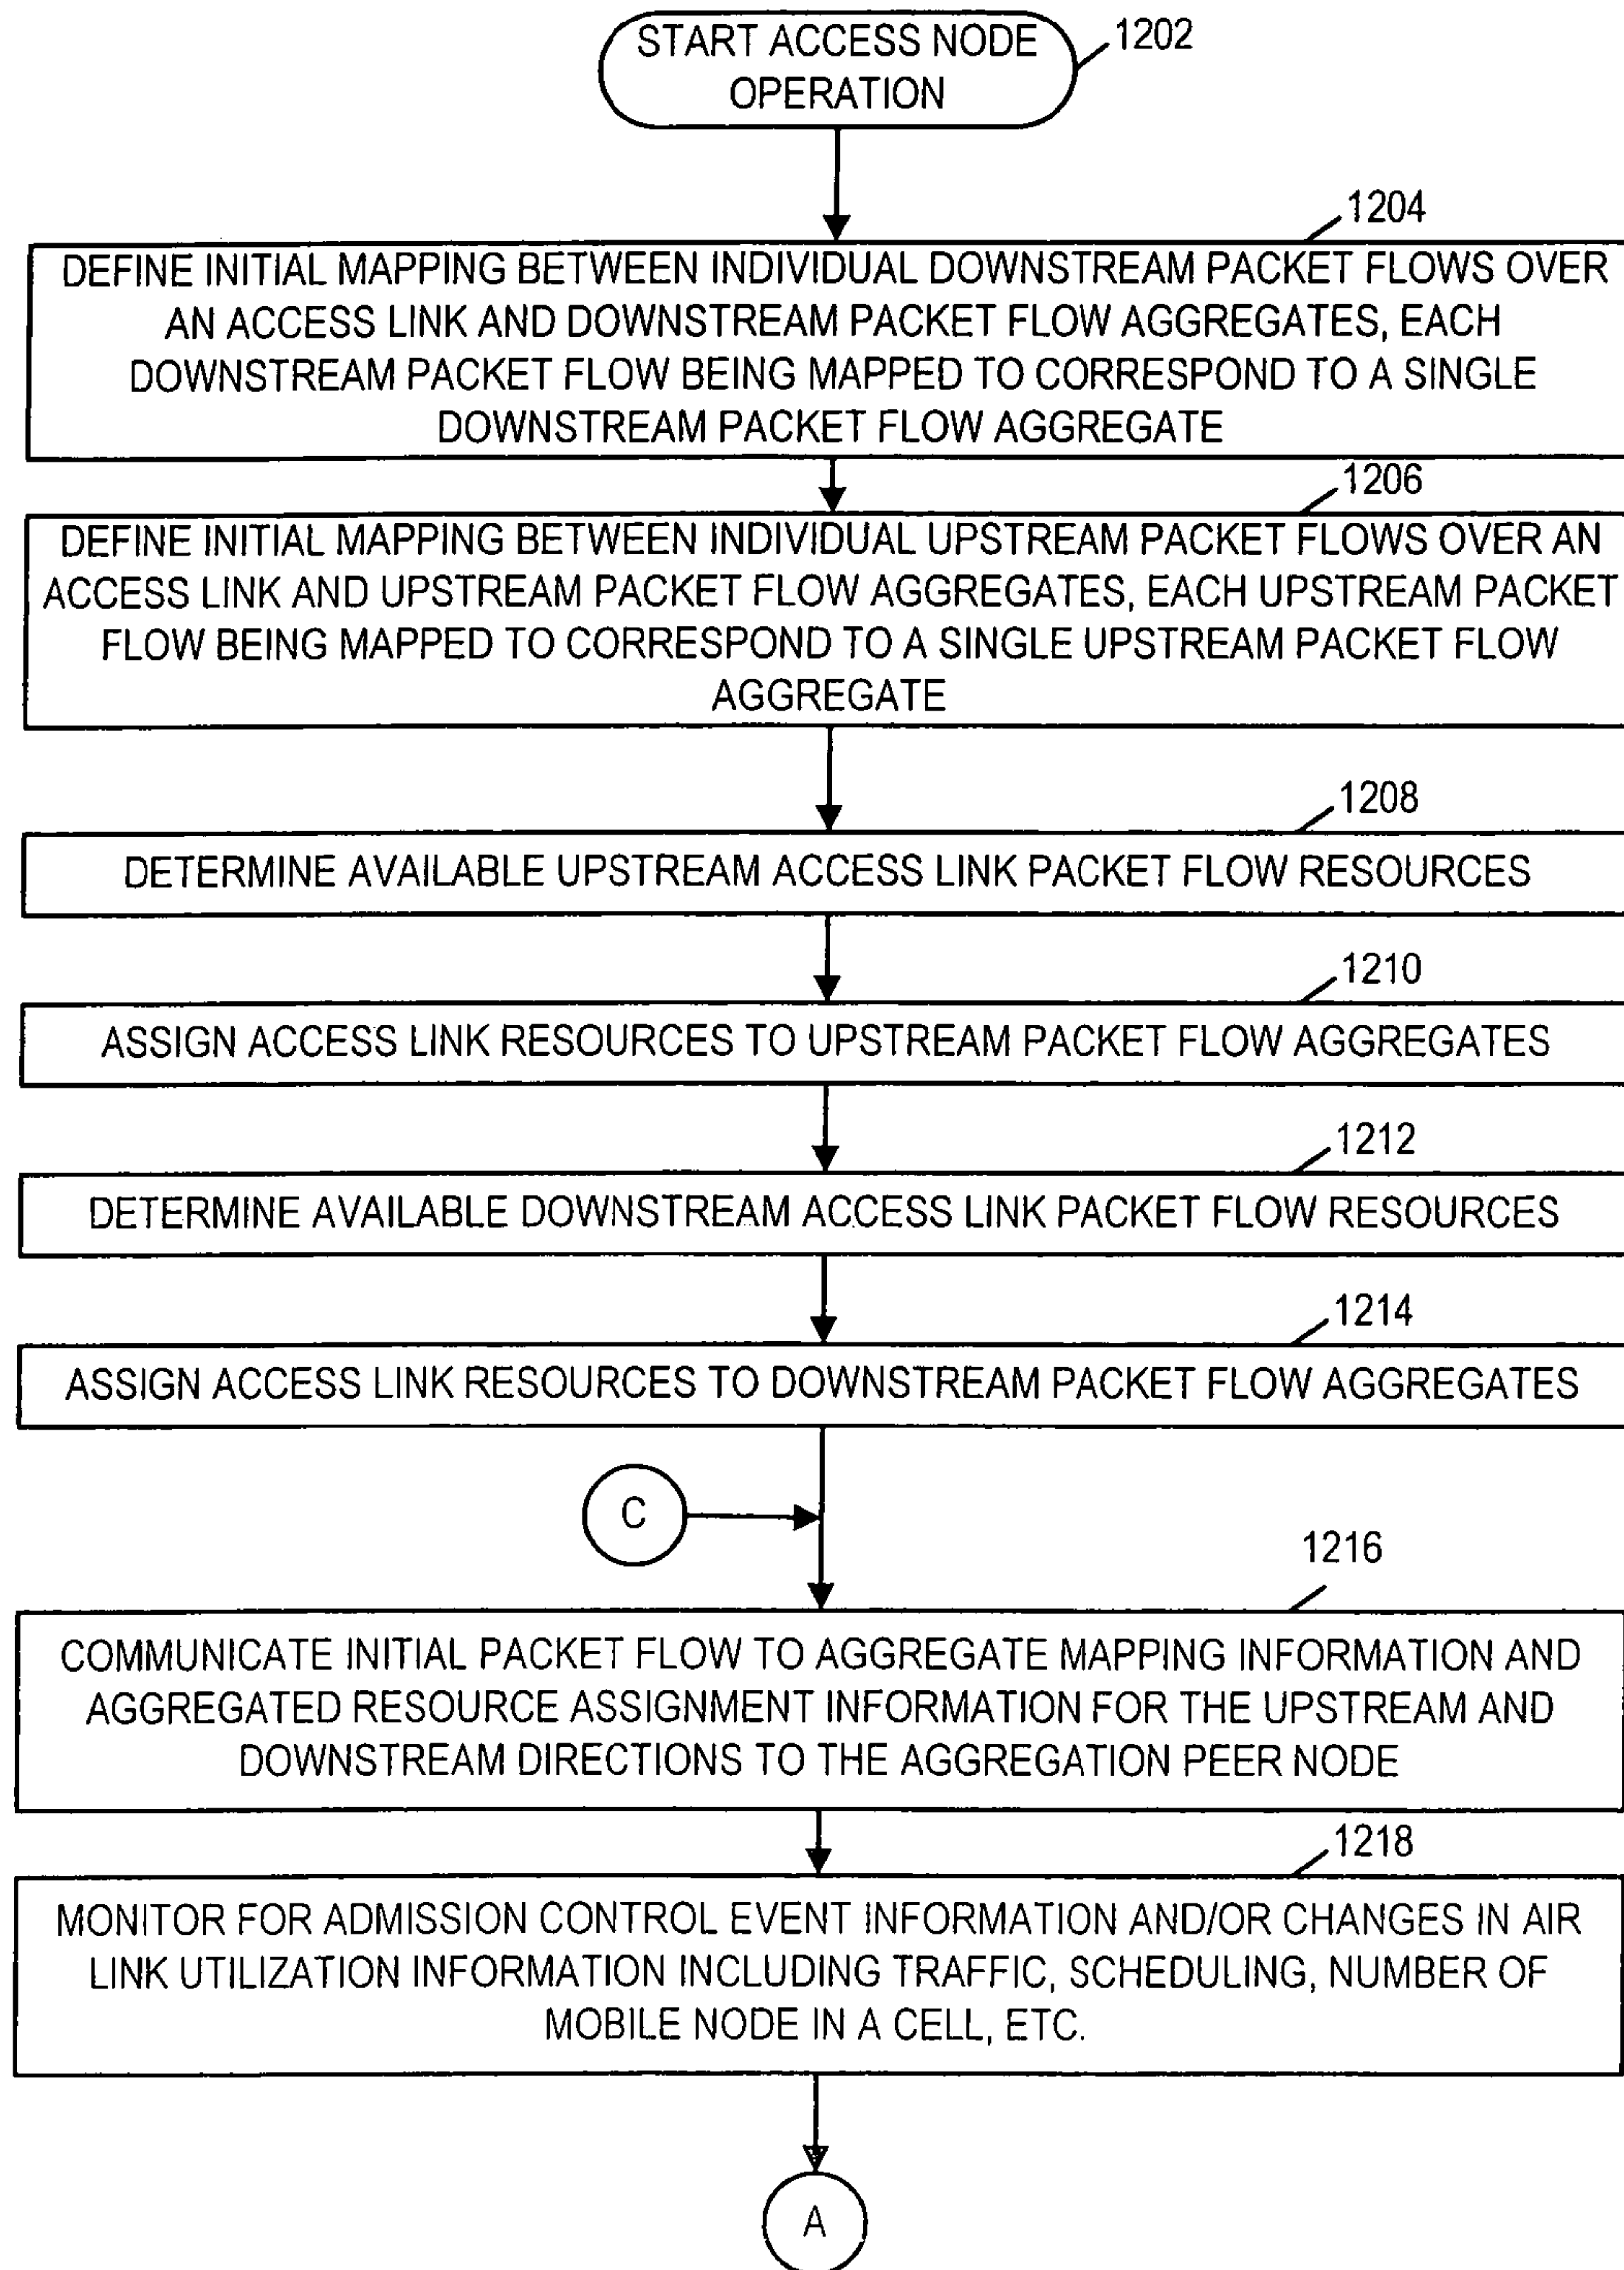 START ACCESS NODE
OPERATION
1202
1204
DEFINE INITIAL MAPPING BETWEEN INDIVIDUAL DOWNSTREAM PACKET FLOWS OVER
AN ACCESS LINK AND DOWNSTREAM PACKET FLOW AGGREGATES, EACH
DOWNSTREAM PACKET FLOW BEING MAPPED TO CORRESPOND TO A SINGLE
DOWNSTREAM PACKET FLOW AGGREGATE
1206
DEFINE INITIAL MAPPING BETWEEN INDIVIDUAL UPSTREAM PACKET FLOWS OVER AN
ACCESS LINK AND UPSTREAM PACKET FLOW AGGREGATES, EACH UPSTREAM PACKET
FLOW BEING MAPPED TO CORRESPOND TO A SINGLE UPSTREAM PACKET FLOW
AGGREGATE
1208
DETERMINE AVAILABLE UPSTREAM ACCESS LINK PACKET FLOW RESOURCES
1210
ASSIGN ACCESS LINK RESOURCES TO UPSTREAM PACKET FLOW AGGREGATES
1212
DETERMINE AVAILABLE DOWNSTREAM ACCESS LINK PACKET FLOW RESOURCES
1214
ASSIGN ACCESS LINK RESOURCES TO DOWNSTREAM PACKET FLOW AGGREGATES
C
1216
COMMUNICATE INITIAL PACKET FLOW TO AGGREGATE MAPPING INFORMATION AND
AGGREGATED RESOURCE ASSIGNMENT INFORMATION FOR THE UPSTREAM AND
DOWNSTREAM DIRECTIONS TO THE AGGREGATION PEER NODE
1218
MONITOR FOR ADMISSION CONTROL EVENT INFORMATION AND/OR CHANGES IN AIR
LINK UTILIZATION INFORMATION INCLUDING TRAFFIC, SCHEDULING, NUMBER OF
MOBILE NODE IN A CELL, ETC.
A